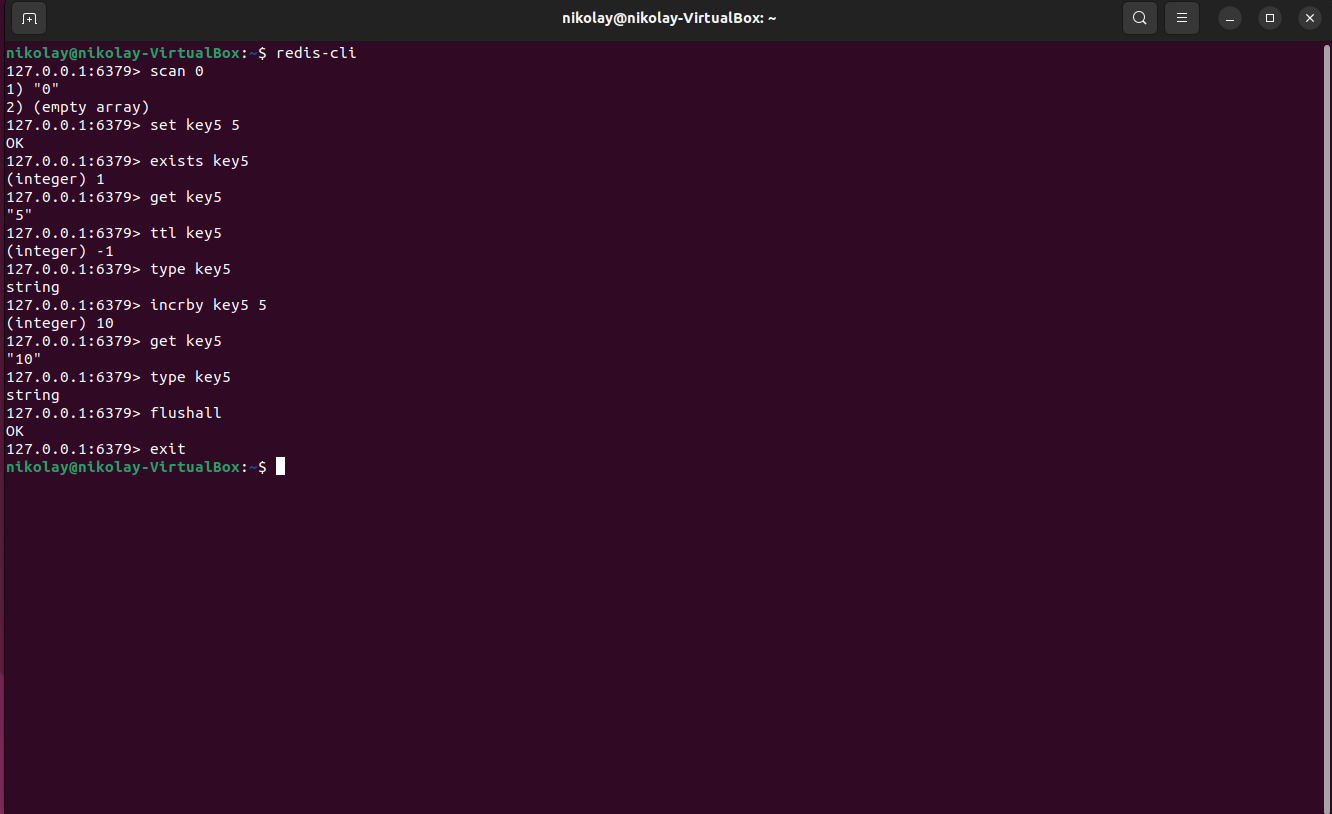 nikolay@nikolay-VirtualBox: ~
nikolay@nikolay-VirtualBox:~$ redis-cli
127.0.0.1:6379> scan 0
1) "0"
2) (empty array)
127.0.0.1:6379> set key5 5
OK
127.0.0.1:6379> exists key5
(integer) 1
127.0.0.1:6379> get key5
"5"
127.0.0.1:6379> ttl key5
(integer) -1
127.0.0.1:6379> type key5
string
127.0.0.1:6379> incrby key5 5
(integer) 10
127.0.0.1:6379> get key5
"10"
127.0.0.1:6379> type key5
string
127.0.0.1:6379> flushall
OK
127.0.0.1:6379> exit
nikolay@nikolay-VirtualBox:~$